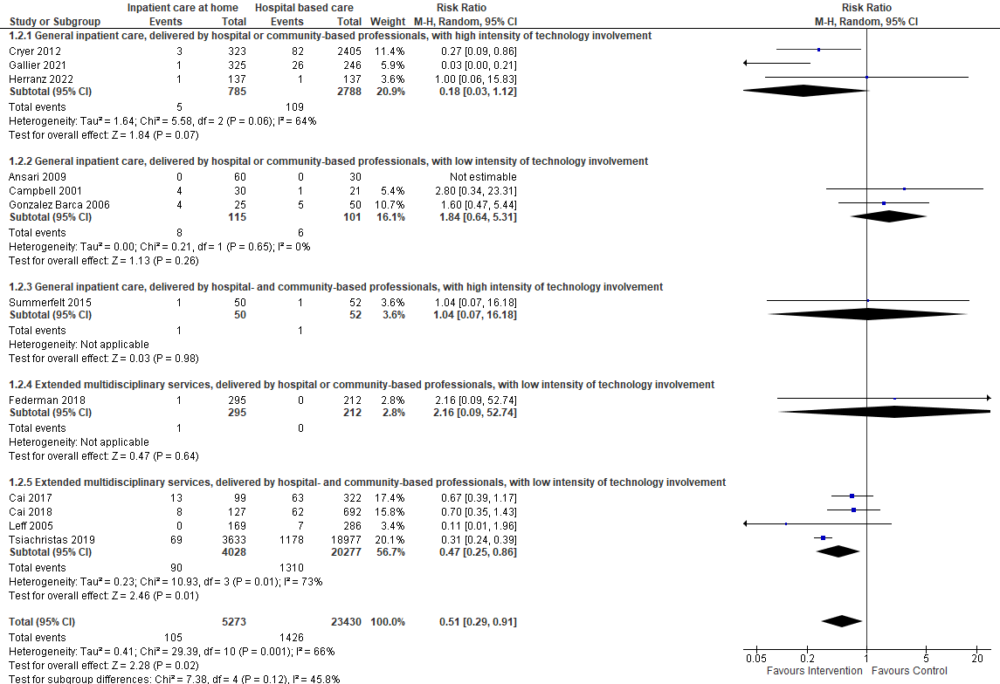 Inpatient care at home Hospital based care Risk Ratio Risk Ratio
Study or Subgroup Events Total Events Total Weight M-H, Random, 95% CI M-H, Random, 95% CI
1.2.1 General inpatient care, delivered by hospital or community-based professionals, with high intensity of technology involvement
Cryer 2012 3 323 82 2405 11.4% 0.27 [0.09, 0.86]
Gallier 2021 1 325 26 246 5.9% 0.03 [0.00, 0.21]
Herranz 2022 1 137 1 137 3.6% 1.00 [0.06, 15.83]
Subtotal (95% CI) 785 2788 20.9% 0.18 [0.03, 1.12]
Total events 5 109
Heterogeneity: Tau² = 1.64; Chi² = 5.58, df = 2 (P = 0.06); I² = 64%
Test for overall effect: Z = 1.84 (P = 0.07)
1.2.2 General inpatient care, delivered by hospital or community-based professionals, with low intensity of technology involvement
Ansari 2009 0 60 0 30 Not estimable
Campbell 2001 4 30 1 21 5.4% 2.80 [0.34, 23.31]
Gonzalez Barca 2006 4 25 5 50 10.7% 1.60 [0.47, 5.44]
Subtotal (95% CI) 115 101 16.1% 1.84 [0.64, 5.31]
Total events 8 6
Heterogeneity: Tau² = 0.00; Chi² = 0.21, df = 1 (P = 0.65); I² = 0%
Test for overall effect: Z = 1.13 (P = 0.26)
1.2.3 General inpatient care, delivered by hospital- and community-based professionals, with high intensity of technology involvement
Summerfelt 2015 1 50 1 52 3.6% 1.04 [0.07, 16.18]
Subtotal (95% CI) 50 52 3.6% 1.04 [0.07, 16.18]
Total events 1 1
Heterogeneity: Not applicable
Test for overall effect: Z = 0.03 (P = 0.98)
1.2.4 Extended multidisciplinary services, delivered by hospital or community-based professionals, with low intensity of technology involvement
Federman 2018 1 295 0 212 2.8% 2.16 [0.09, 52.74]
Subtotal (95% CI) 295 212 2.8% 2.16 [0.09, 52.74]
Total events 1 0
Heterogeneity: Not applicable
Test for overall effect: Z = 0.47 (P = 0.64)
1.2.5 Extended multidisciplinary services, delivered by hospital- and community-based professionals, with low intensity of technology involvement
Cai 2017 13 99 63 322 17.4% 0.67 [0.39, 1.17]
Cai 2018 8 127 62 692 15.8% 0.70 [0.35, 1.43]
Leff 2005 0 169 7 286 3.4% 0.11 [0.01, 1.96]
Tsiachristas 2019 69 3633 1178 18977 20.1% 0.31 [0.24, 0.39]
Subtotal (95% CI) 4028 20277 56.7% 0.47 [0.25, 0.86]
Total events 90 1310
Heterogeneity: Tau² = 0.23; Chi² = 10.93, df = 3 (P = 0.01); I² = 73%
Test for overall effect: Z = 2.46 (P = 0.01)
Total (95% CI) 5273 23430 100.0% 0.51 [0.29, 0.91]
Total events 105 1426
Heterogeneity: Tau² = 0.41; Chi² = 29.39, df = 10 (P = 0.001); I² = 66%
Test for overall effect: Z = 2.28 (P = 0.02)
Test for subgroup differences: Chi² = 7.38, df = 4 (P = 0.12), I² = 45.8%
0.05 0.2 1 5 20
Favours Intervention Favours Control